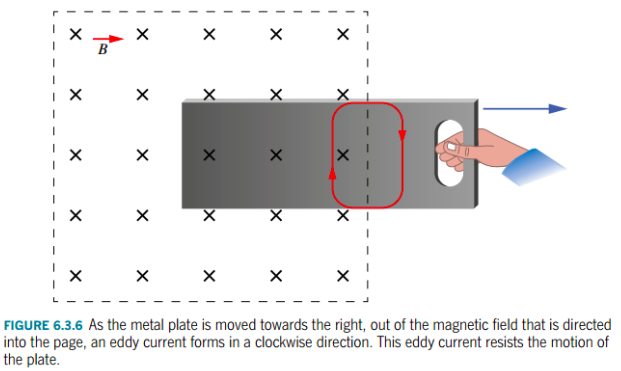 B
FIGURE 6.3.6 As the metal plate is moved towards the right, out of the magnetic field that is directed
into the page, an eddy current forms in a clockwise direction. This eddy current resists the motion of
the plate.